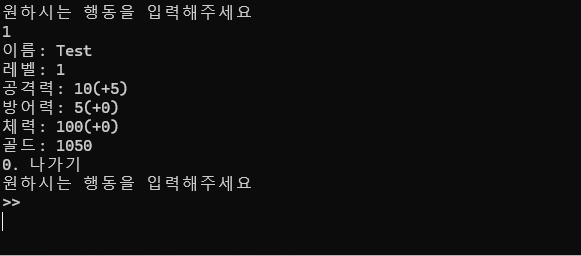 원하시는 행동을 입력해주세요
1
이름: Test
레벨: 1
공격력: 10(+5)
방어력: 5(+0)
체력: 100(+0)
골드: 1050
0. 나가기
원하시는 행동을 입력해주세요
>>